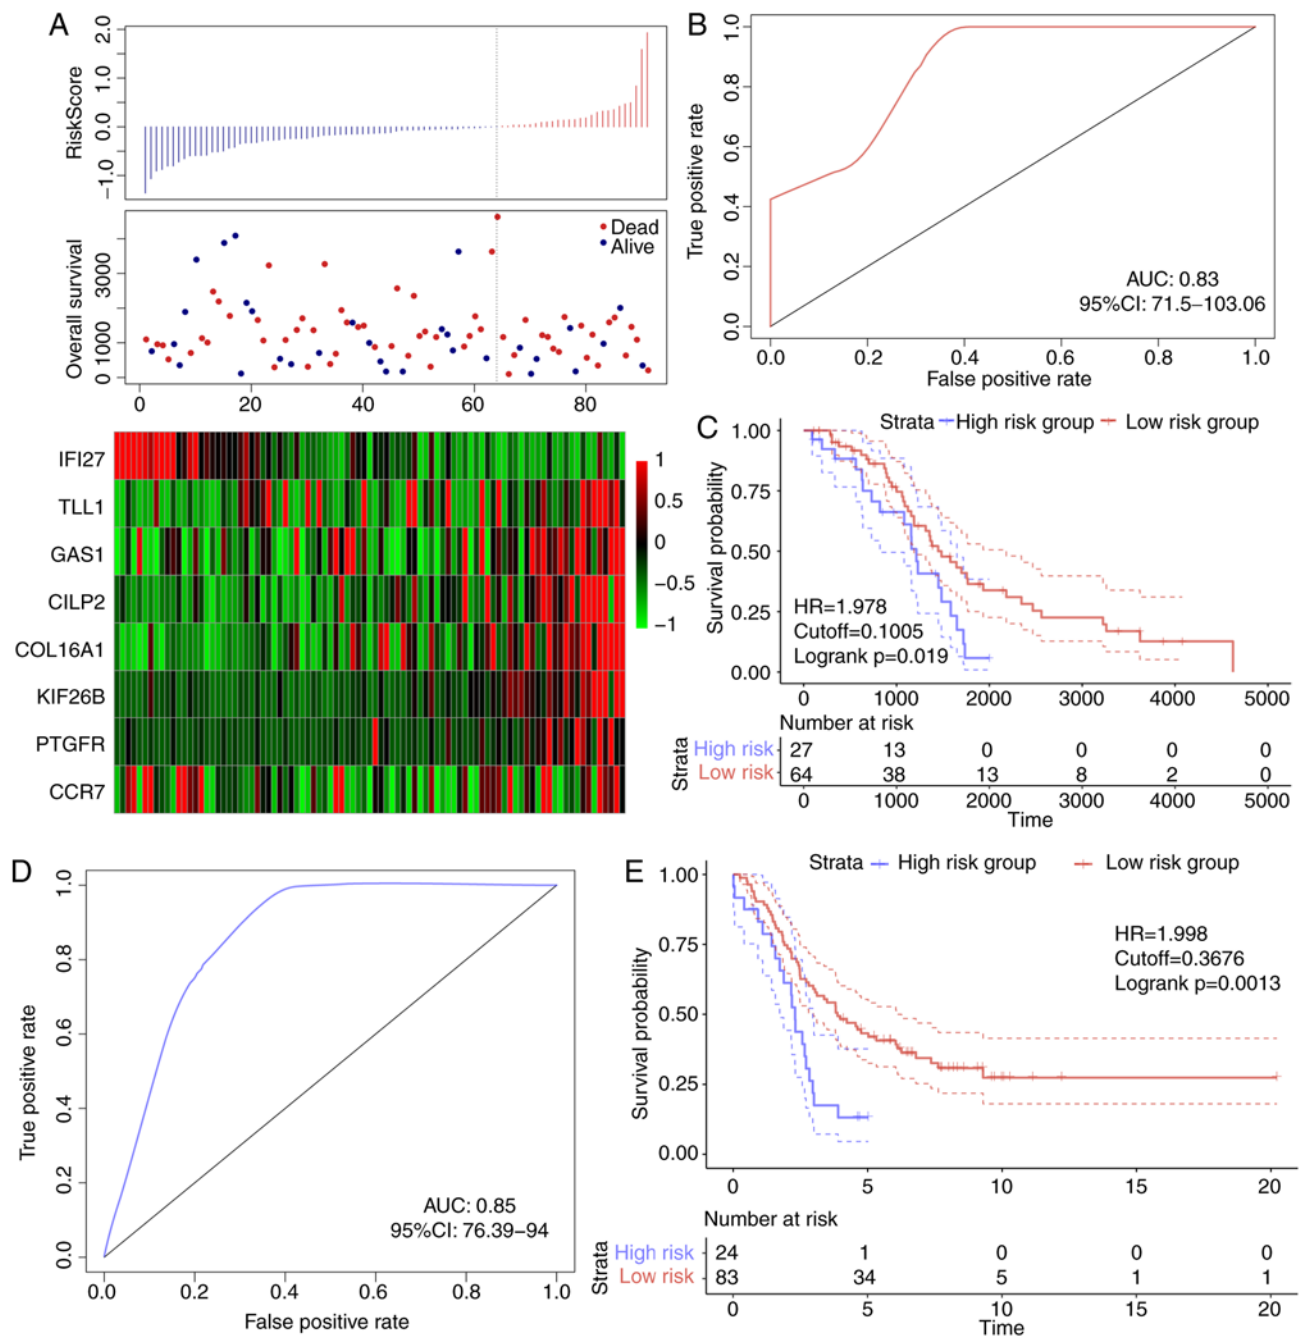 A
RiskScore
2.0
1.0
0.0
−1.0
Overall survival
3000
1000
0
Dead
Alive
0 20 40 60 80
IFI27
TLL1
GAS1
CILP2
COL16A1
KIF26B
PTGFR
CCR7
1
0.5
0
−0.5
−1
B
True positive rate
1.0
0.8
0.6
0.4
0.2
0.0
AUC: 0.83
95%CI: 71.5−103.06
0.0 0.2 0.4 0.6 0.8 1.0
False positive rate
C
Strata High risk group Low risk group
Survival probability
1.00
0.75
0.50
0.25
0.00
HR=1.978
Cutoff=0.1005
Logrank p=0.019
0 1000 2000 3000 4000 5000
Number at risk
Strata
High risk 27 13 0 0 0 0
Low risk 64 38 13 8 2 0
0 1000 2000 3000 4000 5000
Time
D
True positive rate
1.0
0.8
0.6
0.4
0.2
0.0
AUC: 0.85
95%CI: 76.39−94
0.0 0.2 0.4 0.6 0.8 1.0
False positive rate
E
Strata High risk group Low risk group
Survival probability
1.00
0.75
0.50
0.25
0.00
HR=1.998
Cutoff=0.3676
Logrank p=0.0013
0 5 10 15 20
Number at risk
Strata
High risk 24 1 0 0 0
Low risk 83 34 5 1 1
0 5 10 15 20
Time